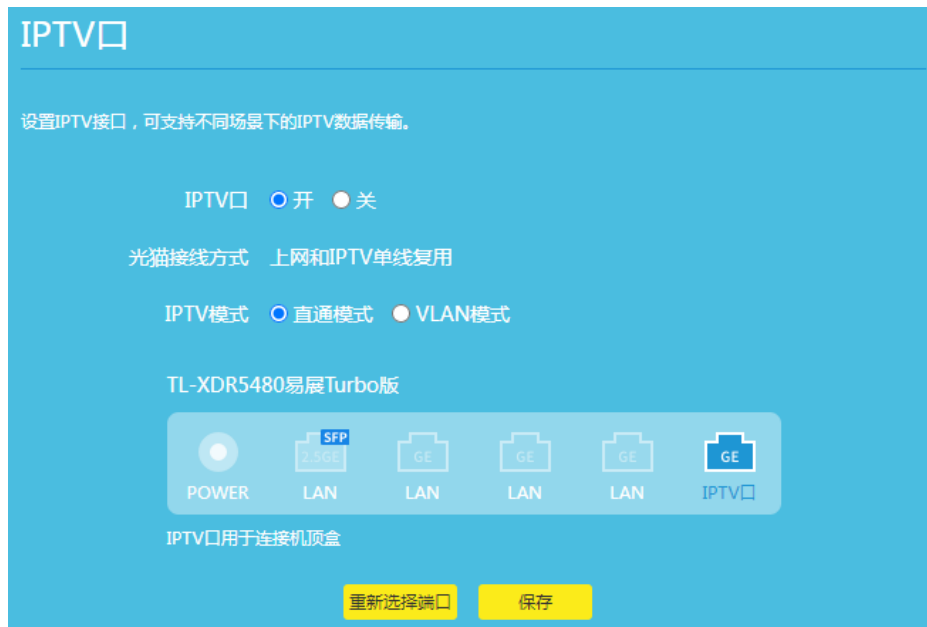 IPTV口
设置IPTV接口，可支持不同场景下的IPTV数据传输。
IPTV口 开 关
光猫接线方式 上网和IPTV单线复用
IPTV模式 直通模式 VLAN模式
TL-XDR5480易展Turbo版
SFP
2.5GE GE GE GE GE
POWER LAN LAN LAN LAN IPTV口
IPTV口用于连接机顶盒
重新选择端口 保存